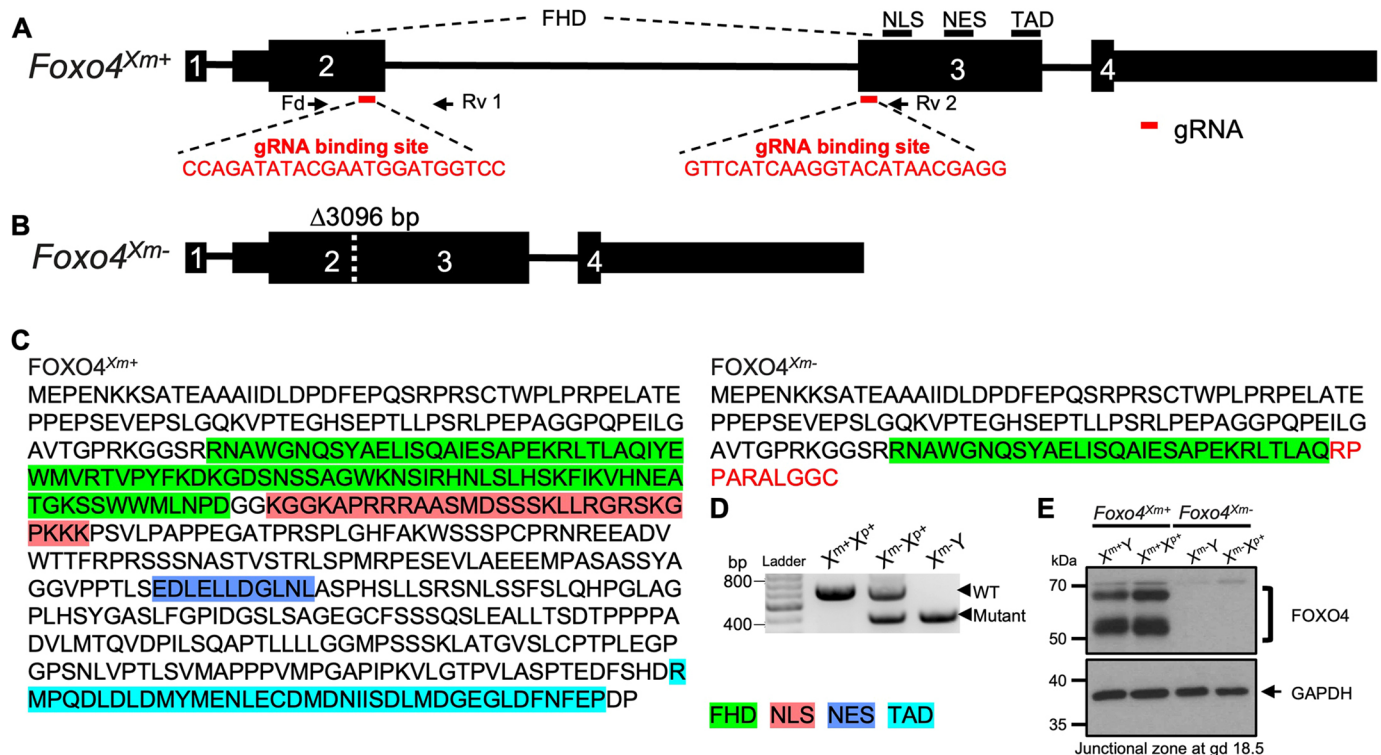 A
FHD
NLS NES TAD
Foxo4Xm+
1 2 3 4
Fd
Rv 1
Rv 2
gRNA binding site
CCAGATATACGAATGGATGGTCC
gRNA binding site
GTTCATCAAGGTACATAACGAGG
gRNA
B
Δ3096 bp
Foxo4Xm-
1 2 3 4
C
FOXO4Xm+
MEPENKKSATEAAAIIDLDPDFEPQSRPRSCTWPLPRPELATE
PPEPSEVEPSLGQKVPTEGHSEPTLLPSRLPEPAGGPQPEILG
AVTGPRKGGSRRNAWGNQSYAELISQAIESAPEKRLTLAQIYE
WMVRTVPYFKDKGDSNSSAGWKNSIRHNLSLHSKFIKVHNEA
TGKSSWWMLNPDGGKGGKAPRRRAASMDSSSKLLRGRSKG
PKKKPSVLPAPPEGATPRSPLGHFAKWSSSPCPRNREEADV
WTTFRPRSSSNASTVSTRLSPMRPESEVLAEEEMPASASSYA
GGVPPTLSEDLELLDGLNLASPHSLLSRSNLSSFSLQHPGLAG
PLHSYGASLFGPIDGSLSAGEGCFSSSQSLEALLTSDTPPPPA
DVLMTQVDPILSQAPTLLLLGGMPSSSKLATGVSLCPTPLEGP
GPSNLVPTLSVMAPPPVMPGAPIPKVLGTPVLASPTEDFSHDR
MPQDLDLDMYMENLECDMDNIISDLMDGEGLDFNFEPDP
FOXO4Xm-
MEPENKKSATEAAAIIDLDPDFEPQSRPRSCTWPLPRPELATE
PPEPSEVEPSLGQKVPTEGHSEPTLLPSRLPEPAGGPQPEILG
AVTGPRKGGSRRNAWGNQSYAELISQAIESAPEKRLTLAQRP
PARALGGC
D
bp Ladder Xm+Xp+ Xm-Xp+ Xm-Y
800
400
WT
Mutant
FHD NLS NES TAD
E
Foxo4Xm+ Foxo4Xm-
kDa Xm+Y Xm+Xp+ Xm-Y Xm-Xp+
70
50
FOXO4
40
35
GAPDH
Junctional zone at gd 18.5